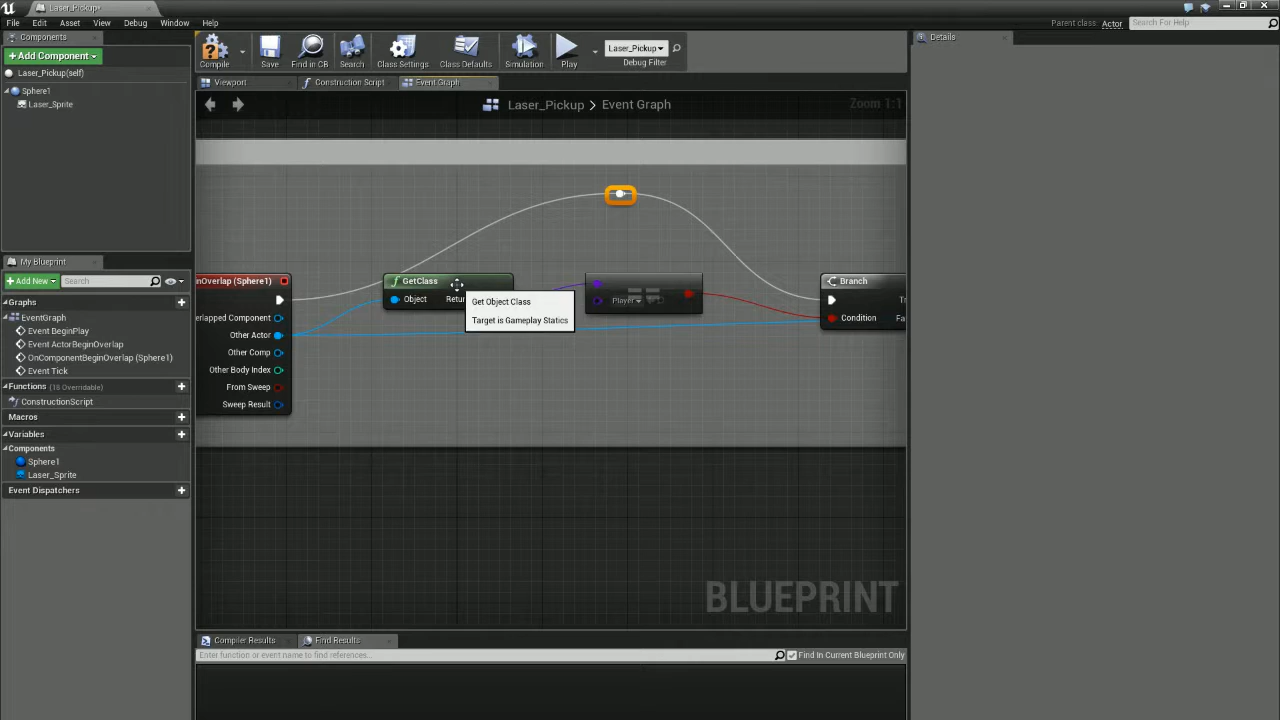 Laser_Pickup*
File Edit Asset View Debug Window Help
Parent class: Actor
Search For Help
Components
Add Component
Laser_Pickup(self)
Sphere1
Laser_Sprite
Compile
Save
Find in CB
Search
Class Settings
Class Defaults
Simulation
Play
Laser_Pickup
Debug Filter
Details
Viewport
Construction Script
Event Graph
Laser_Pickup > Event Graph
Zoom 1:1
nOverlap (Sphere1)
erlapped Component
Other Actor
Other Comp
Other Body Index
From Sweep
Sweep Result
f GetClass
Object
Retur
Get Object Class
Target is Gameplay Statics
Player
==
Branch
Condition
BLUEPRINT
My Blueprint
Add New
Search
Graphs
EventGraph
Event BeginPlay
Event ActorBeginOverlap
OnComponentBeginOverlap (Sphere1)
Event Tick
Functions (18 Overridable)
ConstructionScript
Macros
Variables
Components
Sphere1
Laser_Sprite
Event Dispatchers
Compiler Results
Find Results
Enter function or event name to find references...
Find In Current Blueprint Only